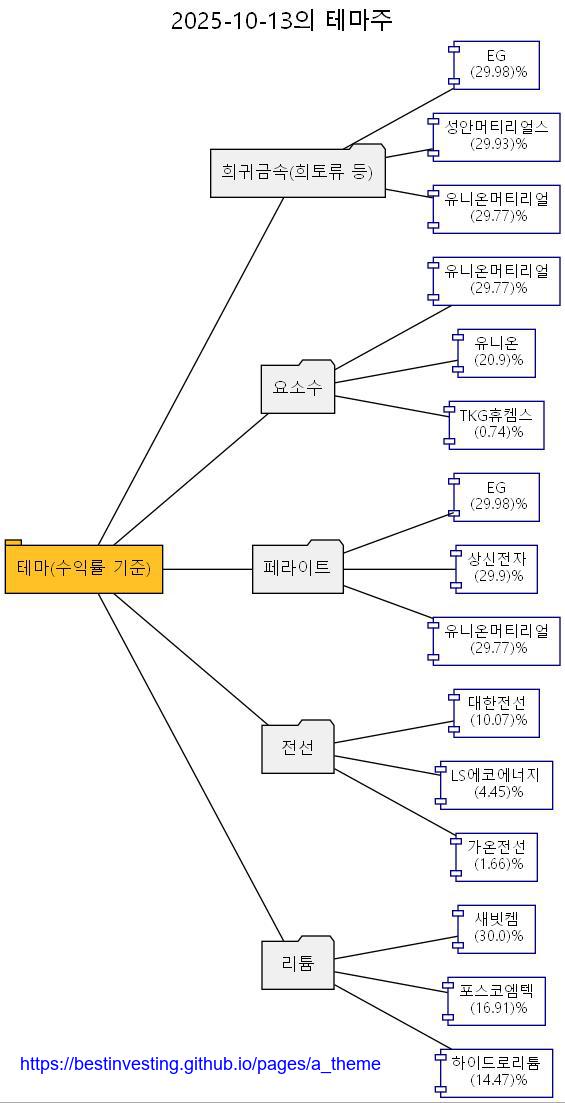 2025-10-13의 테마주
테마(수익률 기준)
희귀금속(희토류 등)
EG
(29.98)%
성안머티리얼스
(29.93)%
유니온머티리얼
(29.77)%
요소수
유니온머티리얼
(29.77)%
유니온
(20.9)%
TKG휴켐스
(0.74)%
페라이트
EG
(29.98)%
상신전자
(29.9)%
유니온머티리얼
(29.77)%
전선
대한전선
(10.07)%
LS에코에너지
(4.45)%
가온전선
(1.66)%
리튬
새빗켐
(30.0)%
포스코엠텍
(16.91)%
하이드로리튬
(14.47)%
https://bestinvesting.github.io/pages/a_theme